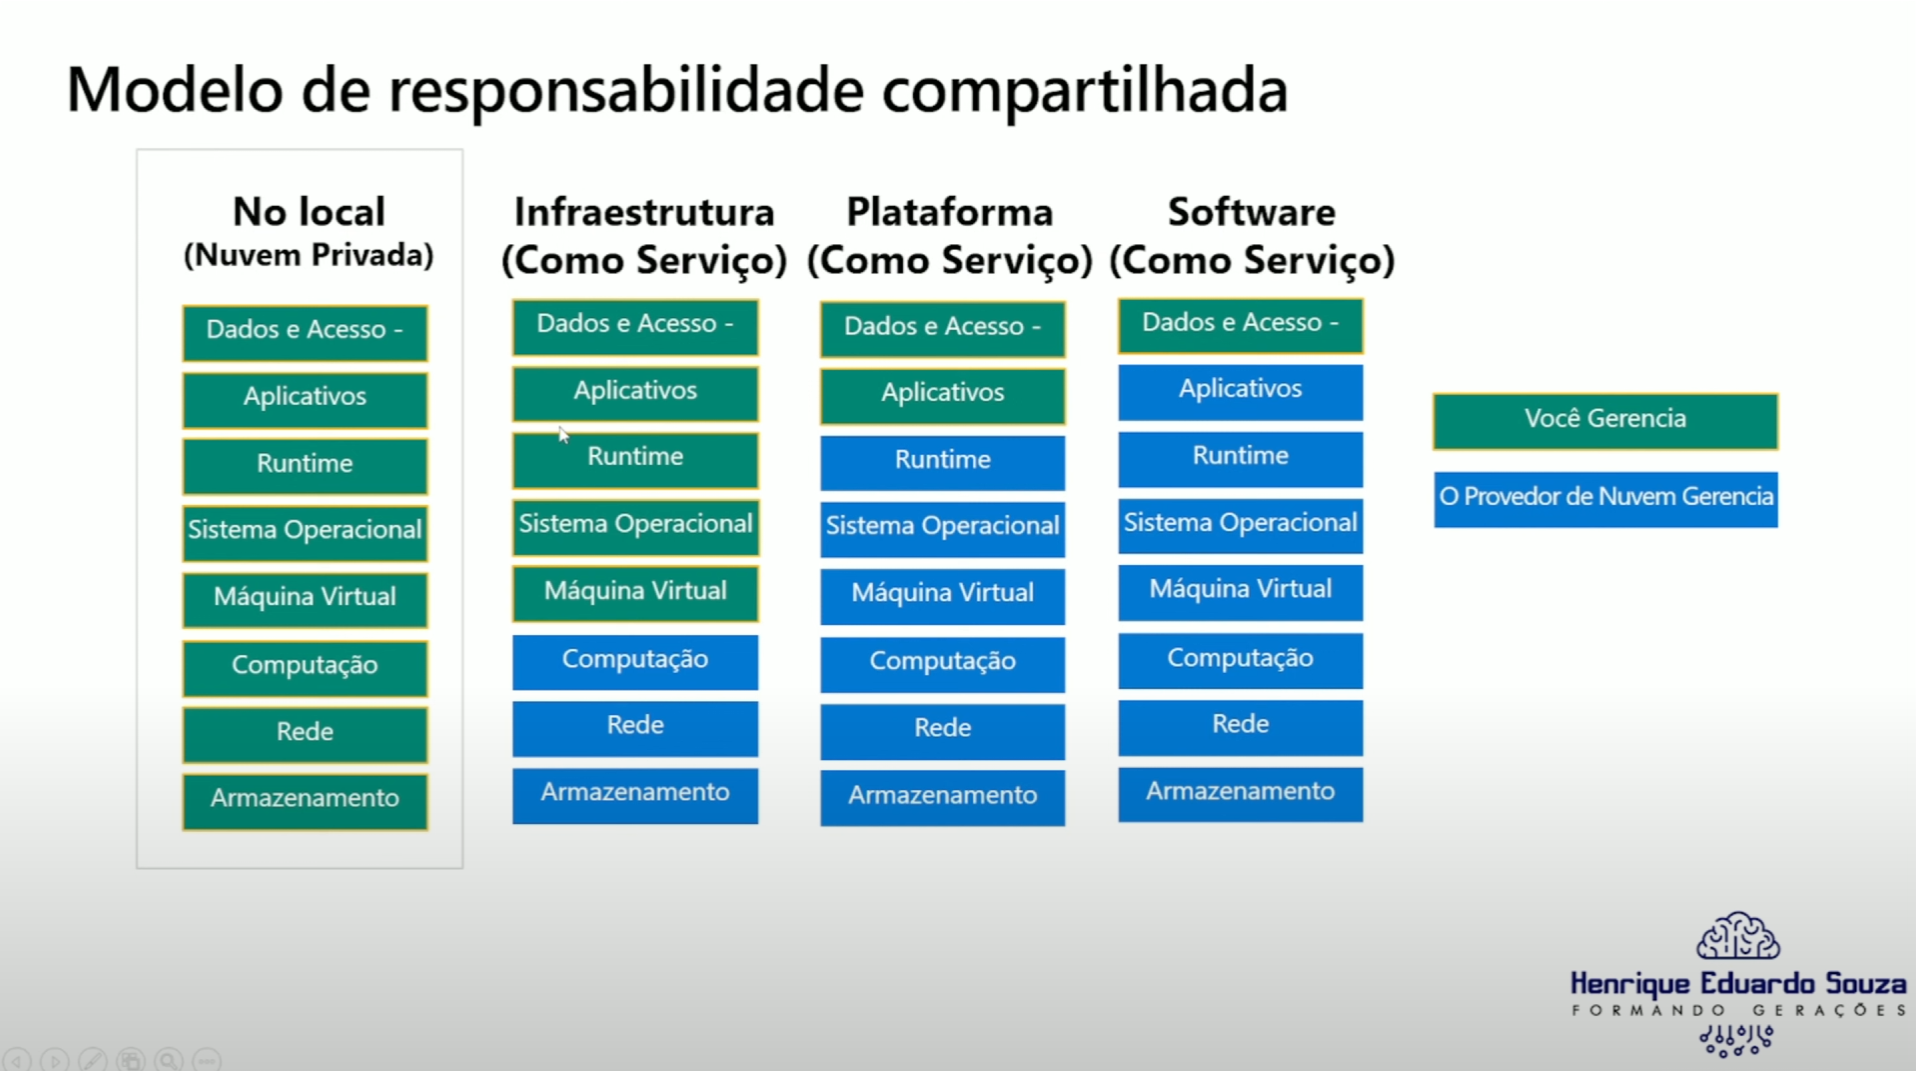 Modelo de responsabilidade compartilhada
No local
(Nuvem Privada)
Dados e Acesso -
Aplicativos
Runtime
Sistema Operacional
Máquina Virtual
Computação
Rede
Armazenamento
Infraestrutura
(Como Serviço)
Dados e Acesso -
Aplicativos
Runtime
Sistema Operacional
Máquina Virtual
Computação
Rede
Armazenamento
Plataforma
(Como Serviço)
Dados e Acesso -
Aplicativos
Runtime
Sistema Operacional
Máquina Virtual
Computação
Rede
Armazenamento
Software
(Como Serviço)
Dados e Acesso -
Aplicativos
Runtime
Sistema Operacional
Máquina Virtual
Computação
Rede
Armazenamento
Você Gerencia
O Provedor de Nuvem Gerencia
Henrique Eduardo Souza
FORMANDO GERAÇÕES